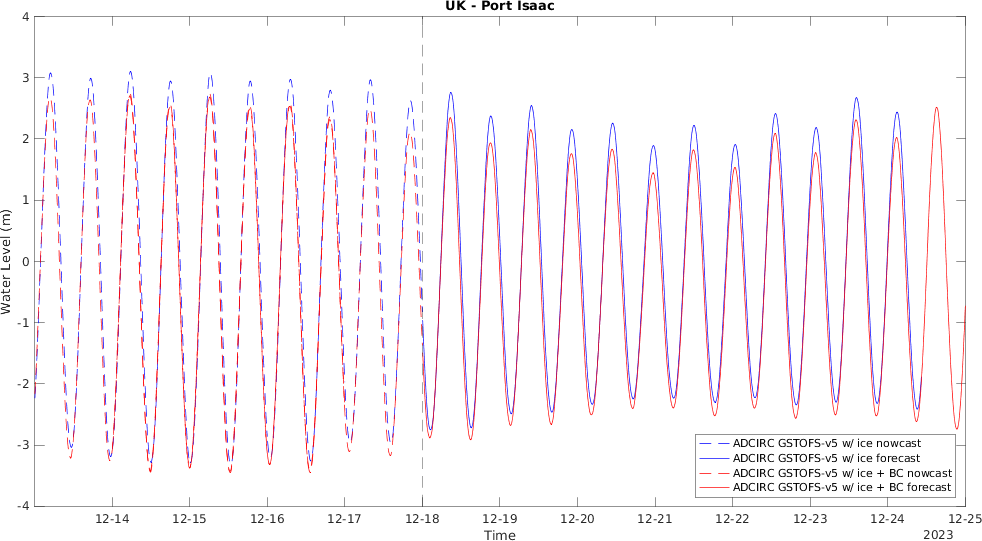 UK - Port Isaac
4
3
2
1
0
-1
-2
-3
-4
Water Level (m)
ADCIRC GSTOFS-v5 w/ ice nowcast
ADCIRC GSTOFS-v5 w/ ice forecast
ADCIRC GSTOFS-v5 w/ ice + BC nowcast
ADCIRC GSTOFS-v5 w/ ice + BC forecast
12-14 12-15 12-16 12-17 12-18 12-19 12-20 12-21 12-22 12-23 12-24 12-25
Time 2023